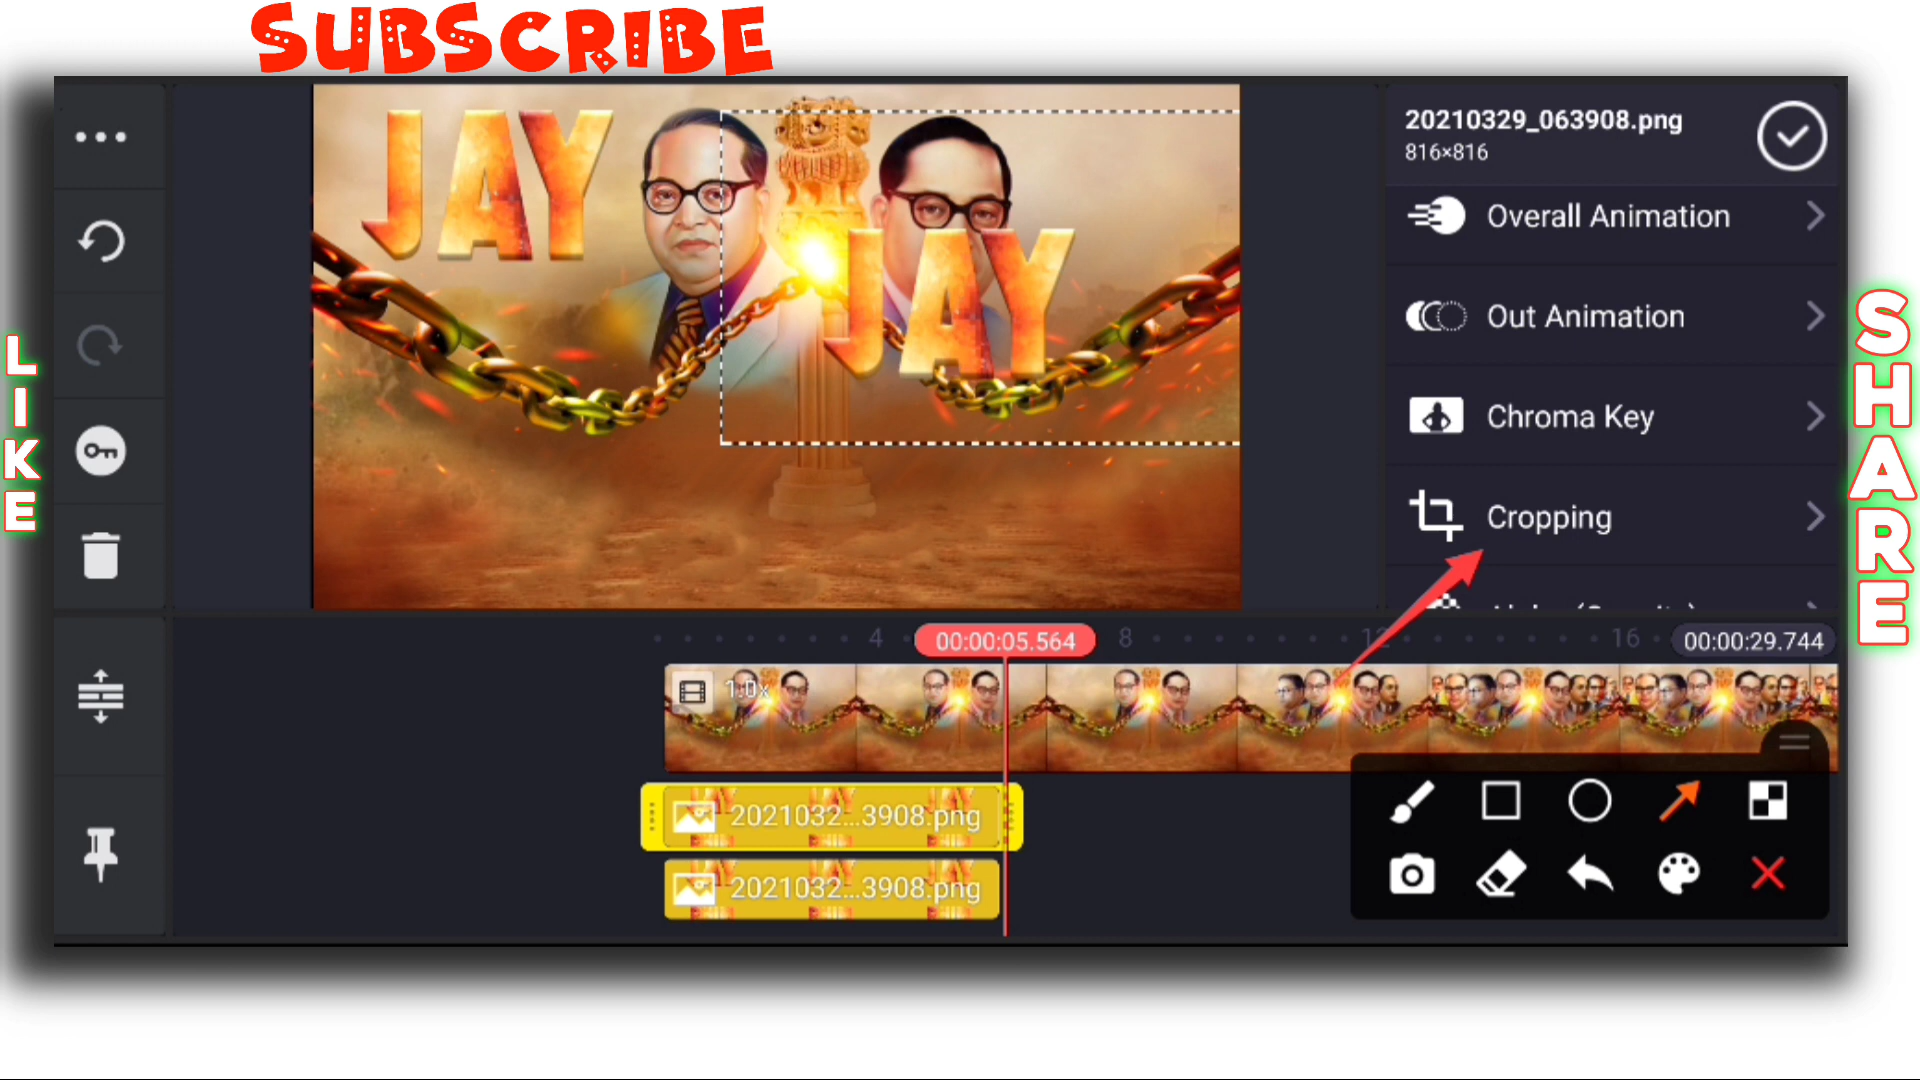 SUBSCRIBE
LIKE
SHARE
JAY
JAY
20210329_063908.png
816×816
Overall Animation
Out Animation
Chroma Key
Cropping
4
00:00:05.564
8
12
16
00:00:29.744
1.0x
2021032...3908.png
2021032...3908.png